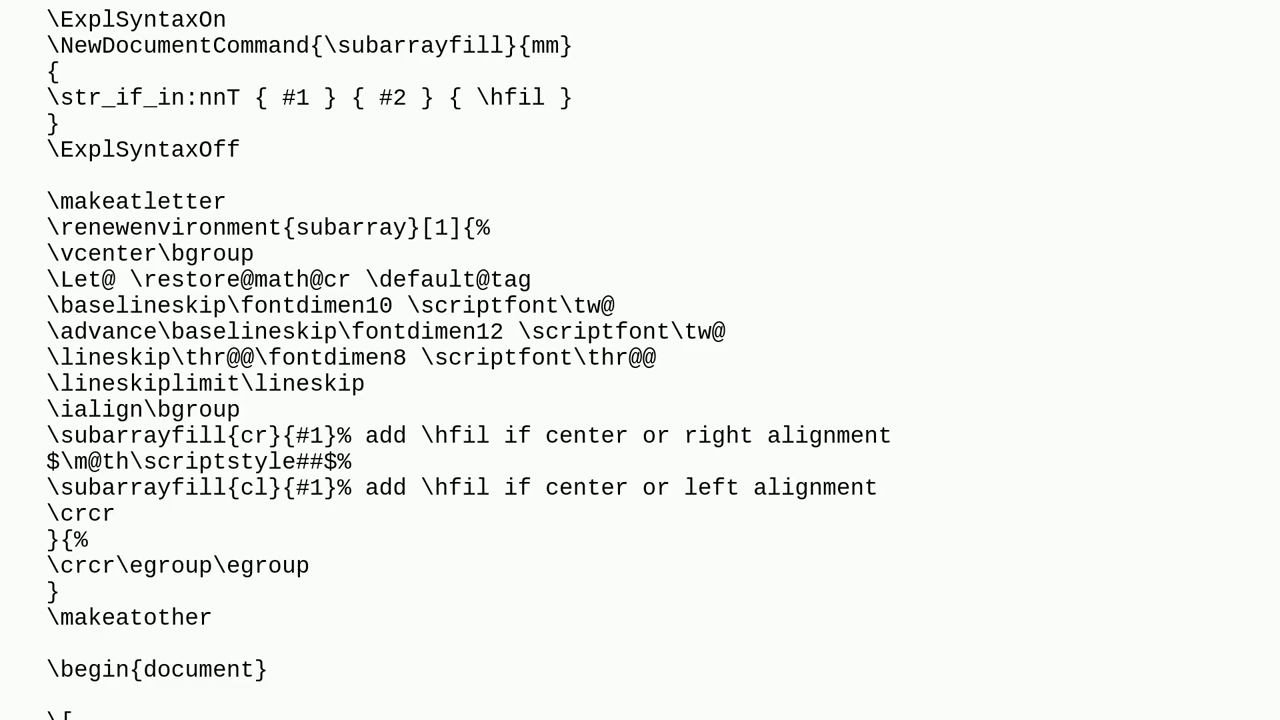 \ExplSyntaxOn
\NewDocumentCommand{\subarrayfill}{mm}
{
\str_if_in:nnT { #1 } { #2 } { \hfil }
}
\ExplSyntaxOff
\makeatletter
\renewenvironment{subarray}[1]{%
\vcenter\bgroup
\Let@ \restore@math@cr \default@tag
\baselineskip\fontdimen10 \scriptfont\tw@
\advance\baselineskip\fontdimen12 \scriptfont\tw@
\lineskip\thr@@\fontdimen8 \scriptfont\thr@@
\lineskiplimit\lineskip
\ialign\bgroup
\subarrayfill{cr}{#1}% add \hfil if center or right alignment
$\m@th\scriptstyle##$%
\subarrayfill{cl}{#1}% add \hfil if center or left alignment
\crcr
}{%
\crcr\egroup\egroup
}
\makeatother
\begin{document}
\[